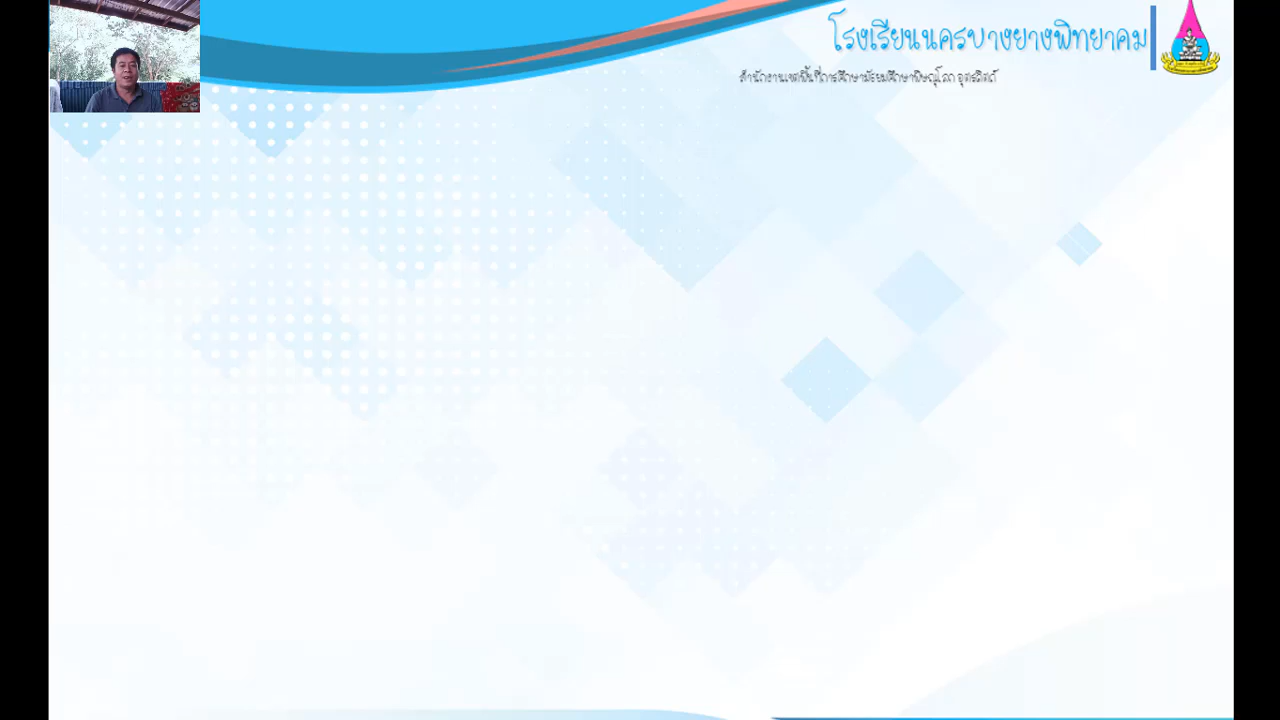 โรงเรียนนครบางยางพิทยาคม
สำนักงานเขตพื้นที่การศึกษามัธยมศึกษาพิษณุโลก อุตรดิตถ์